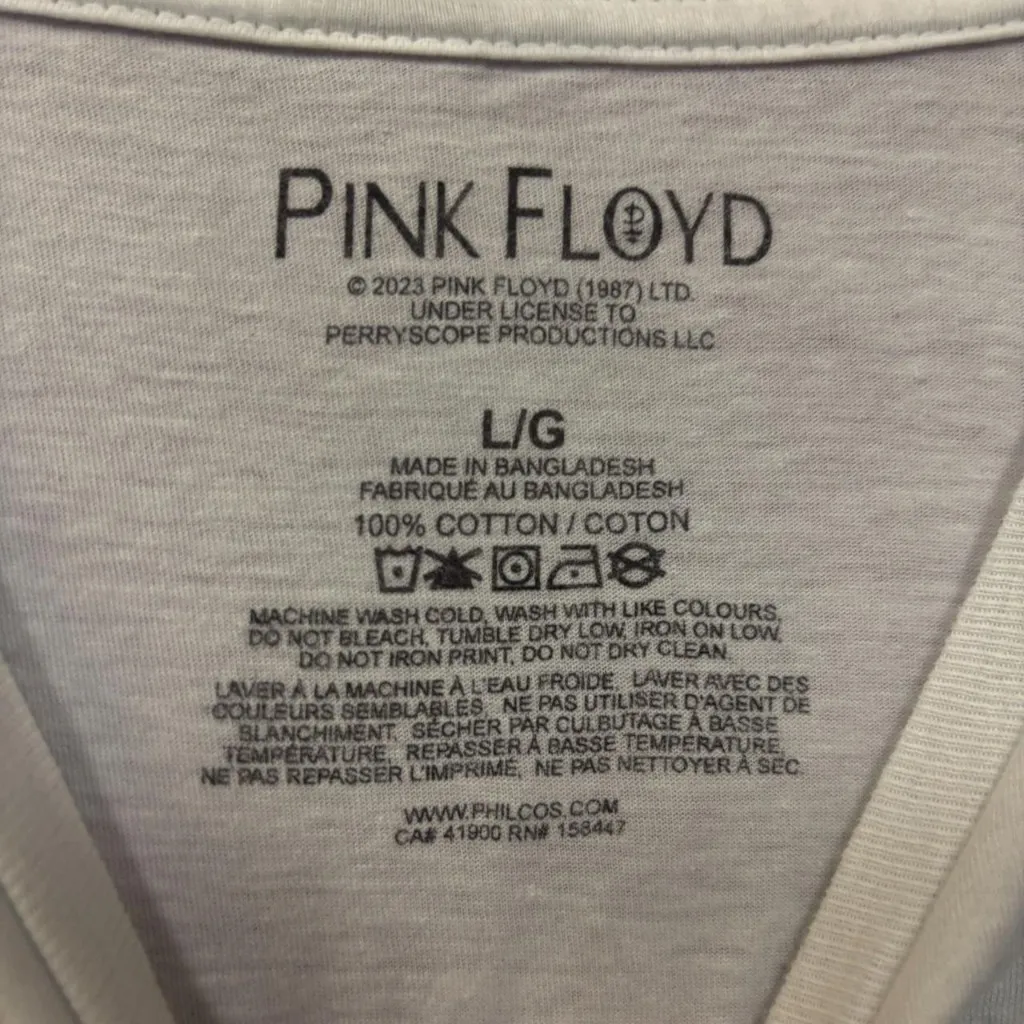 PINK FLOYD
© 2023 PINK FLOYD (1987) LTD.
UNDER LICENSE TO
PERRYSCOPE PRODUCTIONS LLC
L/G
MADE IN BANGLADESH
FABRIQUÉ AU BANGLADESH
100% COTTON / COTON
MACHINE WASH COLD, WASH WITH LIKE COLOURS,
DO NOT BLEACH, TUMBLE DRY LOW, IRON ON LOW,
DO NOT IRON PRINT, DO NOT DRY CLEAN.
LAVER À LA MACHINE À L'EAU FROIDE, LAVER AVEC DES
COULEURS SEMBLABLES, NE PAS UTILISER D'AGENT DE
BLANCHIMENT, SÉCHER PAR CULBUTAGE À BASSE
TEMPÉRATURE, REPASSER À BASSE TEMPÉRATURE,
NE PAS REPASSER L'IMPRIMÉ, NE PAS NETTOYER À SEC.
WWW.PHILCOS.COM
CA# 41900 RN# 158447